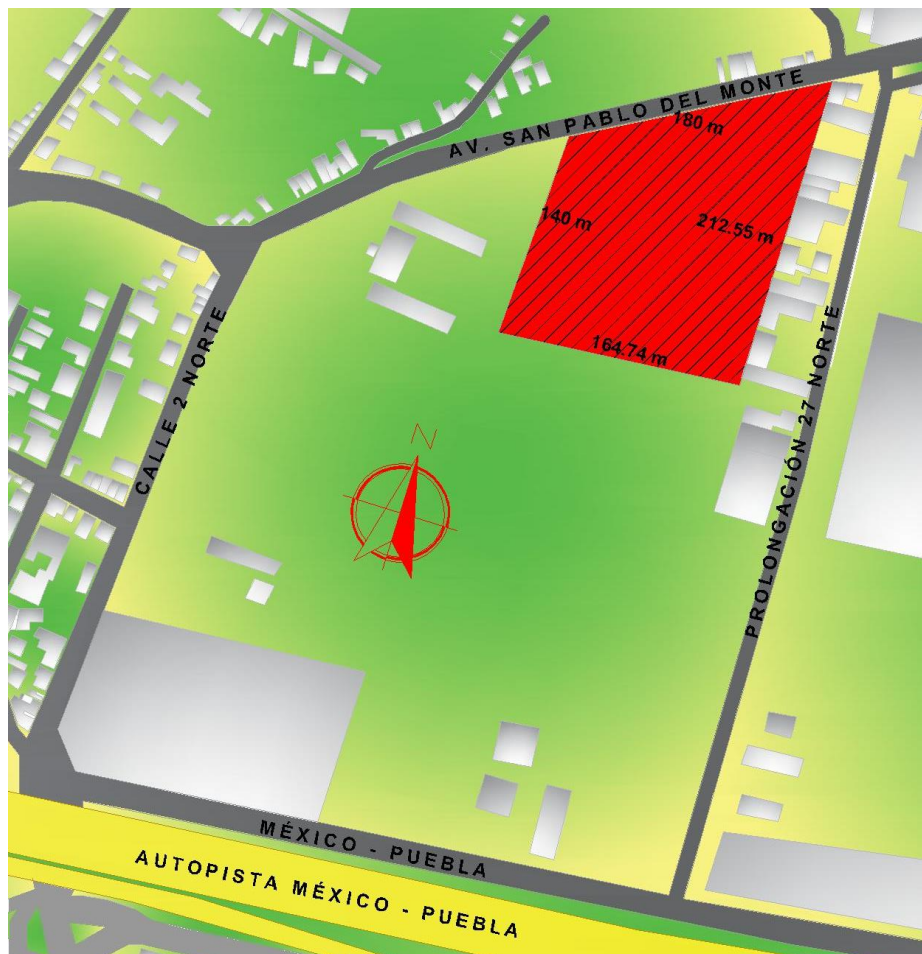 AV. SAN PABLO DEL MONTE
180 m
140 m
212.55 m
164.74 m
CALLE 2 NORTE
PROLONGACIÓN 27 NORTE
N
MÉXICO - PUEBLA
AUTOPISTA MÉXICO - PUEBLA